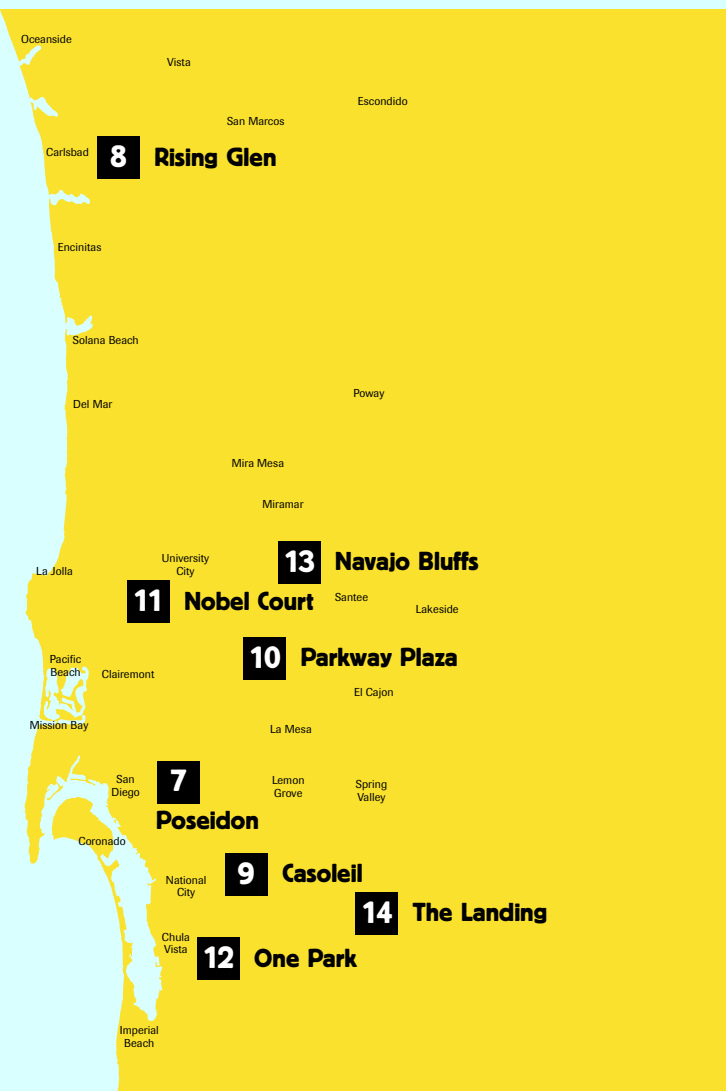 Oceanside
Vista
Escondido
San Marcos
Carlsbad
8 Rising Glen
Encinitas
Solana Beach
Poway
Del Mar
Mira Mesa
Miramar
University
City
13 Navajo Bluffs
La Jolla
11 Nobel Court
Santee
Lakeside
10 Parkway Plaza
Pacific
Beach
Clairemont
El Cajon
Mission Bay
La Mesa
San
Diego
7
Poseidon
Lemon
Grove
Spring
Valley
Coronado
National
City
9 Casoleil
14 The Landing
Chula
Vista
12 One Park
Imperial
Beach